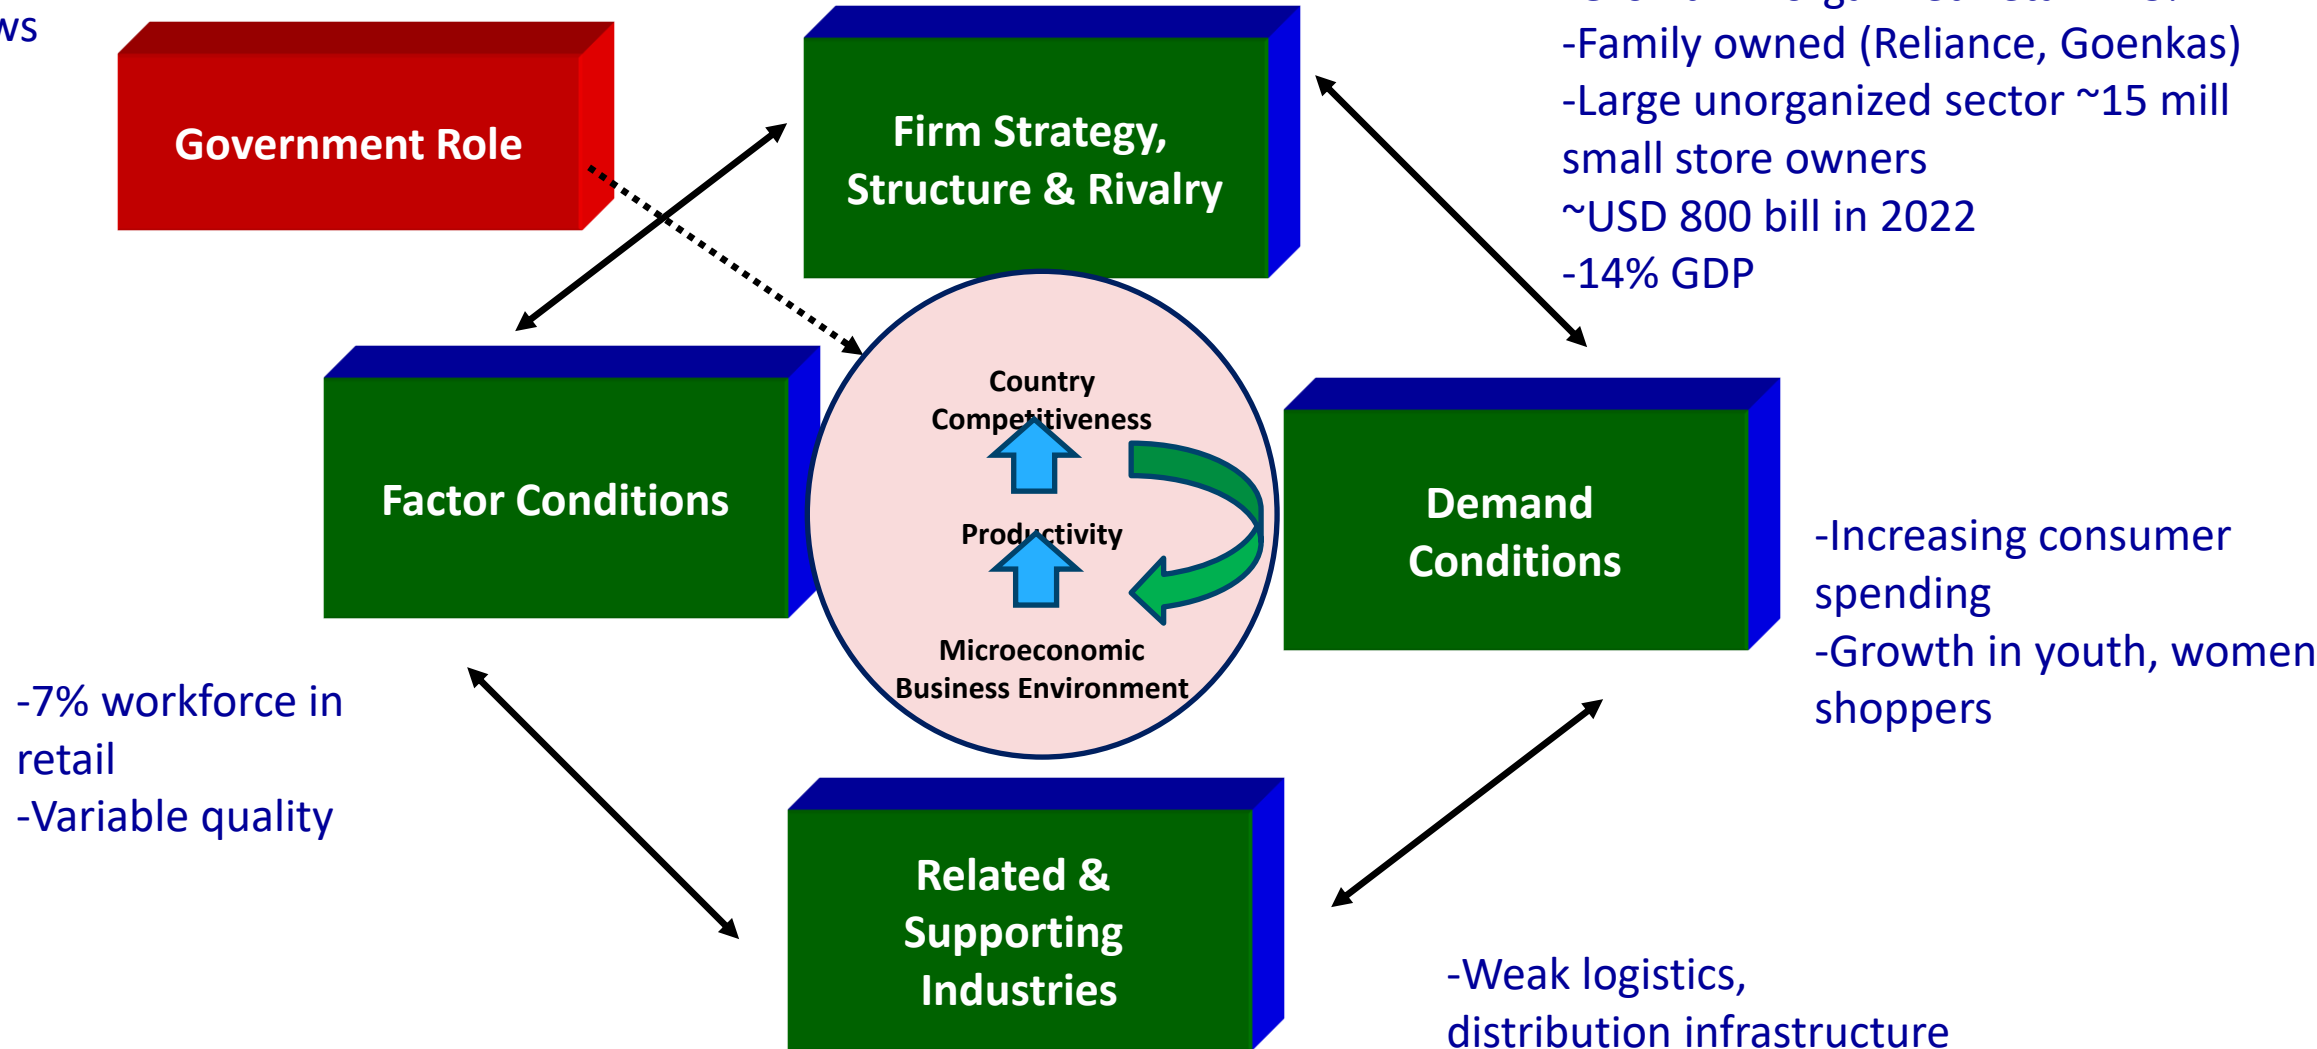 -Family owned (Reliance, Goenkas)
-Large unorganized sector ~15 mill
small store owners
~USD 800 bill in 2022
-14% GDP
Government Role
Firm Strategy,
Structure & Rivalry
Country
Competitiveness
Productivity
Microeconomic
Business Environment
Factor Conditions
Demand
Conditions
-Increasing consumer
spending
-Growth in youth, women
shoppers
-7% workforce in
retail
-Variable quality
Related &
Supporting
Industries
-Weak logistics,
distribution infrastructure